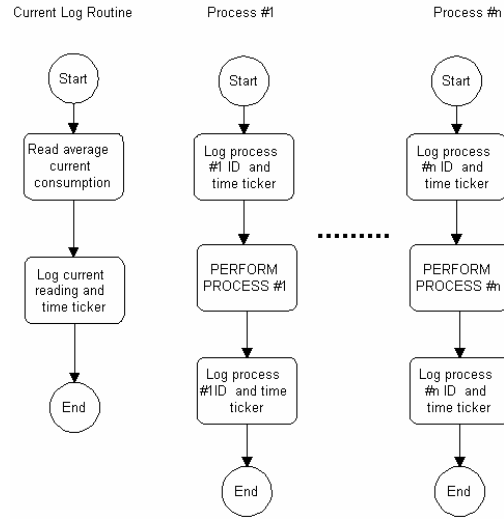 Current Log Routine
Start
Read average
current
consumption
Log current
reading and
time ticker
End
Process #1
Start
Log process
#1 ID and
time ticker
PERFORM
PROCESS #1
Log process
#1ID and time
ticker
End
Process #n
Start
Log process
#n ID and
time ticker
PERFORM
PROCESS #n
Log process
#n ID and
time ticker
End